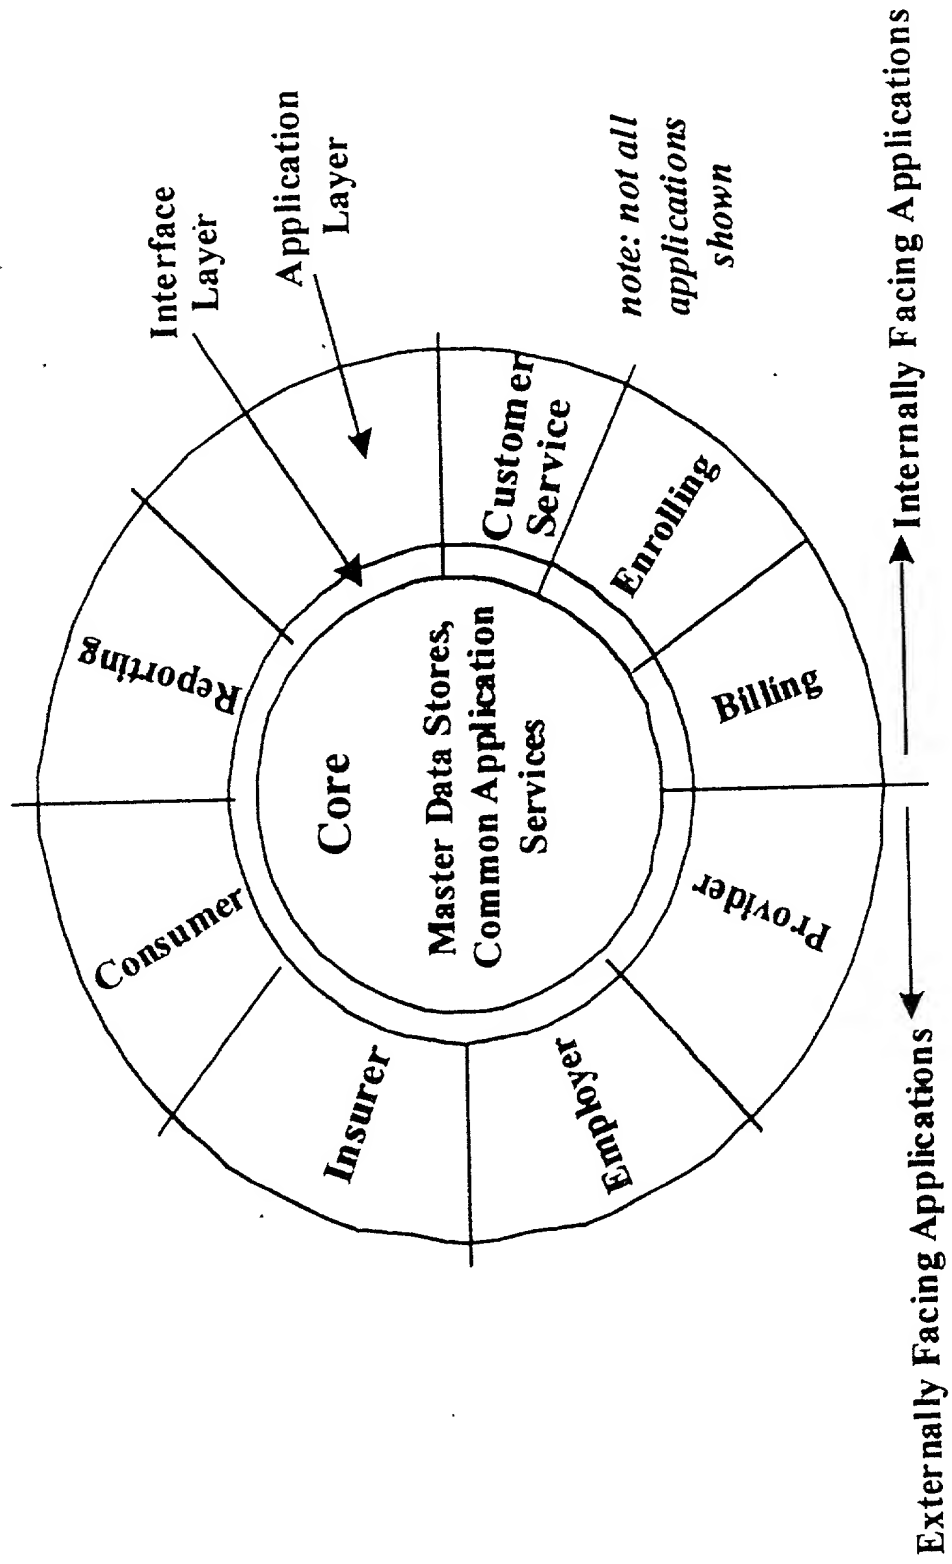 Interface
Layer
Application
Layer
Reporting
Consumer
Core
Master Data Stores,
Common Application
Services
Customer
Service
note: not all
applications
shown
Insurer
Enrolling
Employer
Billing
Provider
Externally Facing Applications
Internally Facing Applications